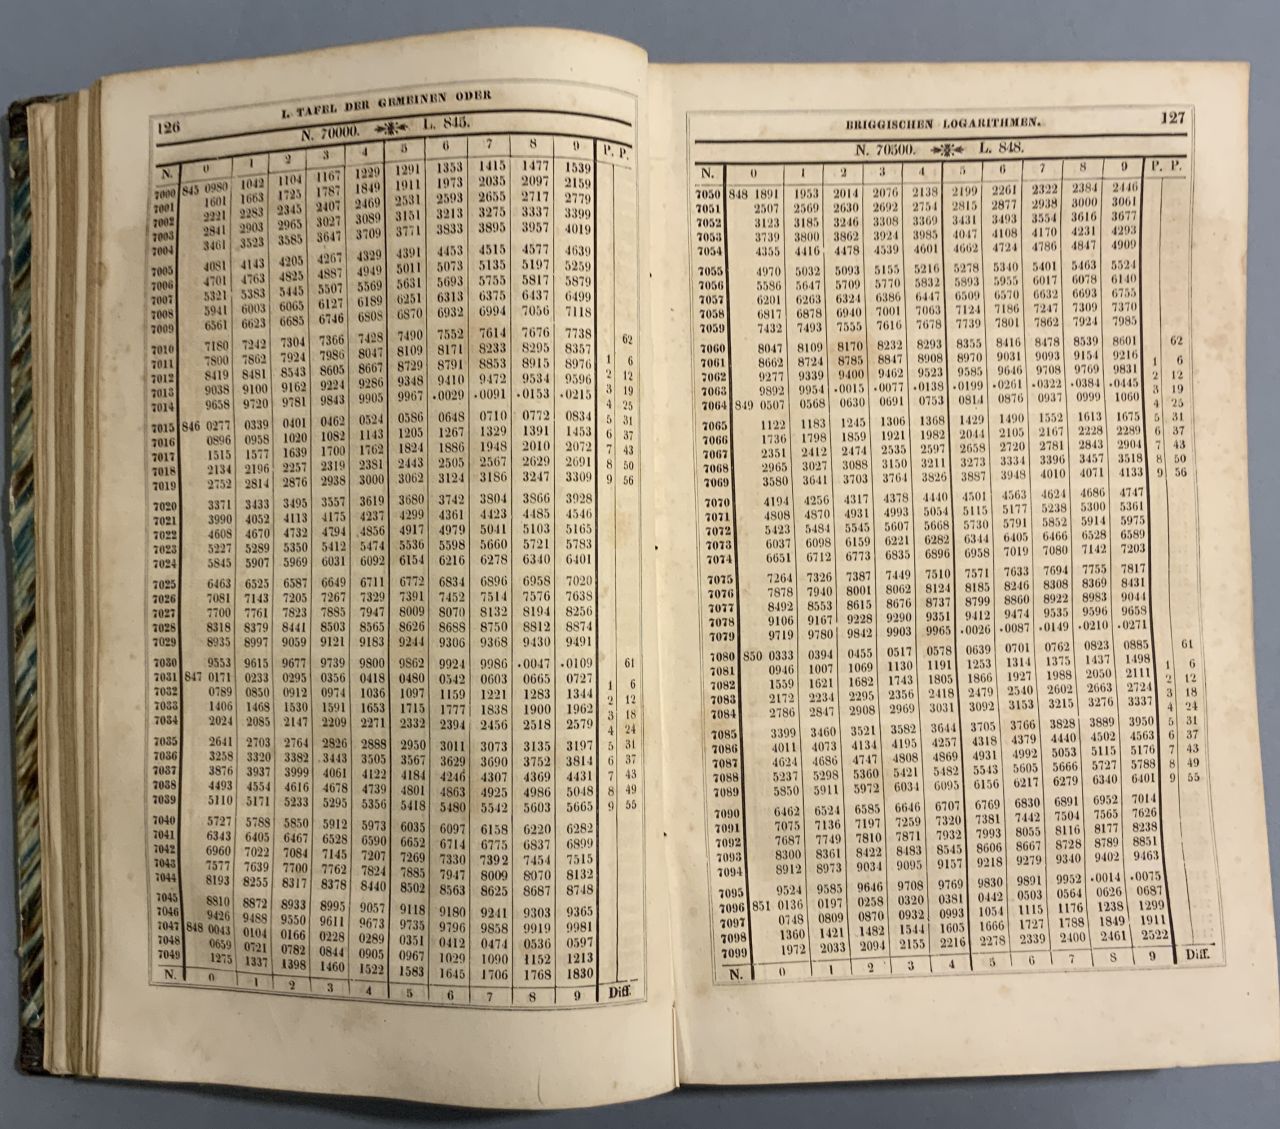 126 I. TAFEL DER GEMEINEN ODER
N. 70000. L. 845.
N. 0 1 2 3 4 5 6 7 8 9 P. P.
7000 845 0980 1042 1104 1167 1229 1291 1353 1415 1477 1539
7001 1601 1663 1725 1787 1849 1911 1973 2035 2097 2159
7002 2221 2283 2345 2407 2469 2531 2593 2655 2717 2779
7003 2841 2903 2965 3027 3089 3151 3213 3275 3337 3399
7004 3461 3523 3585 3647 3709 3771 3833 3895 3957 4019
7005 4081 4143 4205 4267 4329 4391 4453 4515 4577 4639
7006 4701 4763 4825 4887 4949 5011 5073 5135 5197 5259
7007 5321 5383 5445 5507 5569 5631 5693 5755 5817 5879
7008 5941 6003 6065 6127 6189 6251 6313 6375 6437 6499
7009 6561 6623 6685 6746 6808 6870 6932 6994 7056 7118
7010 7180 7242 7304 7366 7428 7490 7552 7614 7676 7738 62
7011 7800 7862 7924 7986 8047 8109 8171 8233 8295 8357 1 6
7012 8419 8481 8543 8605 8667 8729 8791 8853 8915 8976 2 12
7013 9038 9100 9162 9224 9286 9348 9410 9472 9534 9596 3 19
7014 9658 9720 9781 9843 9905 9967 •0029 •0091 •0153 •0215 4 25
7015 846 0277 0339 0401 0462 0524 0586 0648 0710 0772 0834 5 31
7016 0896 0958 1020 1082 1143 1205 1267 1329 1391 1453 6 37
7017 1515 1577 1639 1700 1762 1824 1886 1948 2010 2072 7 43
7018 2134 2196 2257 2319 2381 2443 2505 2567 2629 2691 8 50
7019 2752 2814 2876 2938 3000 3062 3124 3186 3247 3309 9 56
7020 3371 3433 3495 3557 3619 3680 3742 3804 3866 3928
7021 3990 4052 4113 4175 4237 4299 4361 4423 4485 4546
7022 4608 4670 4732 4794 4856 4917 4979 5041 5103 5165
7023 5227 5289 5350 5412 5474 5536 5598 5660 5721 5783
7024 5845 5907 5969 6031 6092 6154 6216 6278 6340 6401
7025 6463 6525 6587 6649 6711 6772 6834 6896 6958 7020
7026 7081 7143 7205 7267 7329 7391 7452 7514 7576 7638
7027 7700 7761 7823 7885 7947 8009 8070 8132 8194 8256
7028 8318 8379 8441 8503 8565 8626 8688 8750 8812 8874
7029 8935 8997 9059 9121 9183 9244 9306 9368 9430 9491
7030 9553 9615 9677 9739 9800 9862 9924 9986 •0047 •0109 61
7031 847 0171 0233 0295 0356 0418 0480 0542 0603 0665 0727 1 6
7032 0789 0850 0912 0974 1036 1097 1159 1221 1283 1344 2 12
7033 1406 1468 1530 1591 1653 1715 1777 1838 1900 1962 3 18
7034 2024 2085 2147 2209 2271 2332 2394 2456 2518 2579 4 24
7035 2641 2703 2764 2826 2888 2950 3011 3073 3135 3197 5 31
7036 3258 3320 3382 3443 3505 3567 3629 3690 3752 3814 6 37
7037 3876 3937 3999 4061 4122 4184 4246 4307 4369 4431 7 43
7038 4493 4554 4616 4678 4739 4801 4863 4925 4986 5048 8 49
7039 5110 5171 5233 5295 5356 5418 5480 5542 5603 5665 9 55
7040 5727 5788 5850 5912 5973 6035 6097 6158 6220 6282
7041 6343 6405 6467 6528 6590 6652 6714 6775 6837 6899
7042 6960 7022 7084 7145 7207 7269 7330 7392 7454 7515
7043 7577 7639 7700 7762 7824 7885 7947 8009 8070 8132
7044 8193 8255 8317 8378 8440 8502 8563 8625 8687 8748
7045 8810 8872 8933 8995 9057 9118 9180 9241 9303 9365
7046 9426 9488 9550 9611 9673 9735 9796 9858 9919 9981
7047 848 0043 0104 0166 0228 0289 0351 0412 0474 0536 0597
7048 0659 0721 0782 0844 0905 0967 1029 1090 1152 1213
7049 1275 1337 1398 1460 1522 1583 1645 1706 1768 1830
N. 0 1 2 3 4 5 6 7 8 9 Diff.
BRIGGISCHEN LOGARITHMEN. 127
N. 70500. L. 848.
N. 0 1 2 3 4 5 6 7 8 9 P. P.
7050 848 1891 1953 2014 2076 2138 2199 2261 2322 2384 2446
7051 2507 2569 2630 2692 2754 2815 2877 2938 3000 3061
7052 3123 3185 3246 3308 3369 3431 3493 3554 3616 3677
7053 3739 3800 3862 3924 3985 4047 4108 4170 4231 4293
7054 4355 4416 4478 4539 4601 4662 4724 4786 4847 4909
7055 4970 5032 5093 5155 5216 5278 5340 5401 5463 5524
7056 5586 5647 5709 5770 5832 5893 5955 6017 6078 6140
7057 6201 6263 6324 6386 6447 6509 6570 6632 6693 6755
7058 6817 6878 6940 7001 7063 7124 7186 7247 7309 7370
7059 7432 7493 7555 7616 7678 7739 7801 7862 7924 7985
7060 8047 8109 8170 8232 8293 8355 8416 8478 8539 8601 62
7061 8662 8724 8785 8847 8908 8970 9031 9093 9154 9216 1 6
7062 9277 9339 9400 9462 9523 9585 9646 9708 9769 9831 2 12
7063 9892 9954 •0015 •0077 •0138 •0199 •0261 •0322 •0384 •0445 3 19
7064 849 0507 0568 0630 0691 0753 0814 0876 0937 0999 1060 4 25
7065 1122 1183 1245 1306 1368 1429 1490 1552 1613 1675 5 31
7066 1736 1798 1859 1921 1982 2044 2105 2167 2228 2289 6 37
7067 2351 2412 2474 2535 2597 2658 2720 2781 2843 2904 7 43
7068 2965 3027 3088 3150 3211 3273 3334 3396 3457 3518 8 50
7069 3580 3641 3703 3764 3826 3887 3948 4010 4071 4133 9 56
7070 4194 4256 4317 4378 4440 4501 4563 4624 4686 4747
7071 4808 4870 4931 4993 5054 5115 5177 5238 5300 5361
7072 5423 5484 5545 5607 5668 5730 5791 5852 5914 5975
7073 6037 6098 6159 6221 6282 6344 6405 6466 6528 6589
7074 6651 6712 6773 6835 6896 6958 7019 7080 7142 7203
7075 7264 7326 7387 7449 7510 7571 7633 7694 7755 7817
7076 7878 7940 8001 8062 8124 8185 8246 8308 8369 8431
7077 8492 8553 8615 8676 8737 8799 8860 8922 8983 9044
7078 9106 9167 9228 9290 9351 9412 9474 9535 9596 9658
7079 9719 9780 9842 9903 9965 •0026 •0087 •0149 •0210 •0271
7080 850 0333 0394 0455 0517 0578 0639 0701 0762 0823 0885 61
7081 0946 1007 1069 1130 1191 1253 1314 1375 1437 1498 1 6
7082 1559 1621 1682 1743 1805 1866 1927 1988 2050 2111 2 12
7083 2172 2234 2295 2356 2418 2479 2540 2602 2663 2724 3 18
7084 2786 2847 2908 2969 3031 3092 3153 3215 3276 3337 4 24
7085 3399 3460 3521 3582 3644 3705 3766 3828 3889 3950 5 31
7086 4011 4073 4134 4195 4257 4318 4379 4440 4502 4563 6 37
7087 4624 4686 4747 4808 4869 4931 4992 5053 5115 5176 7 43
7088 5237 5298 5360 5421 5482 5543 5605 5666 5727 5788 8 49
7089 5850 5911 5972 6034 6095 6156 6217 6279 6340 6401 9 55
7090 6462 6524 6585 6646 6707 6769 6830 6891 6952 7014
7091 7075 7136 7197 7259 7320 7381 7442 7504 7565 7626
7092 7687 7749 7810 7871 7932 7993 8055 8116 8177 8238
7093 8300 8361 8422 8483 8545 8606 8667 8728 8789 8851
7094 8912 8973 9034 9095 9157 9218 9279 9340 9402 9463
7095 9524 9585 9646 9708 9769 9830 9891 9952 •0014 •0075
7096 851 0136 0197 0258 0320 0381 0442 0503 0564 0626 0687
7097 0748 0809 0870 0932 0993 1054 1115 1176 1238 1299
7098 1360 1421 1482 1544 1605 1666 1727 1788 1849 1911
7099 1972 2033 2094 2155 2216 2278 2339 2400 2461 2522
N. 0 1 2 3 4 5 6 7 8 9 Diff.